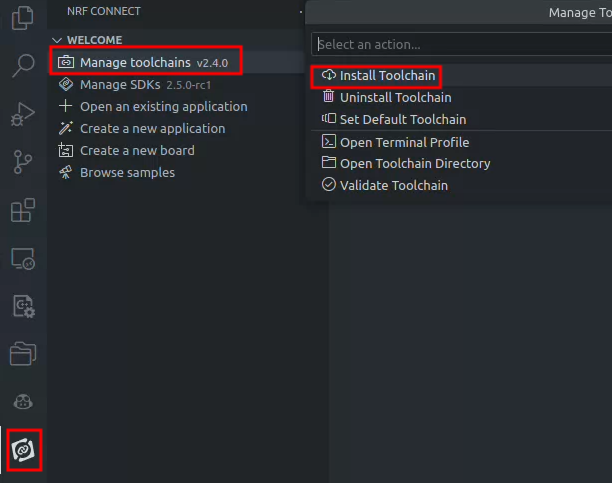 NRF CONNECT
WELCOME
Manage toolchains v2.4.0
Manage SDKs 2.5.0-rc1
Open an existing application
Create a new application
Create a new board
Browse samples
Manage To
Select an action...
Install Toolchain
Uninstall Toolchain
Set Default Toolchain
Open Terminal Profile
Open Toolchain Directory
Validate Toolchain